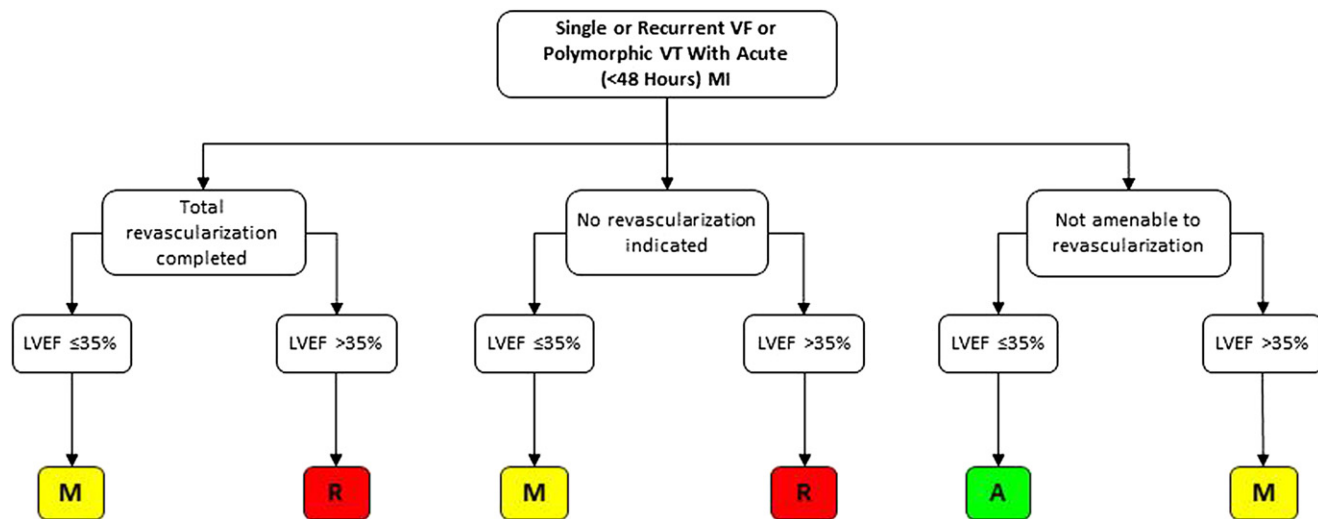 Single or Recurrent VF or
Polymorphic VT With Acute
(<48 Hours) MI
Total
revascularization
completed
No revascularization
indicated
Not amenable to
revascularization
LVEF ≤35%
LVEF >35%
LVEF ≤35%
LVEF >35%
LVEF ≤35%
LVEF >35%
M
R
M
R
A
M